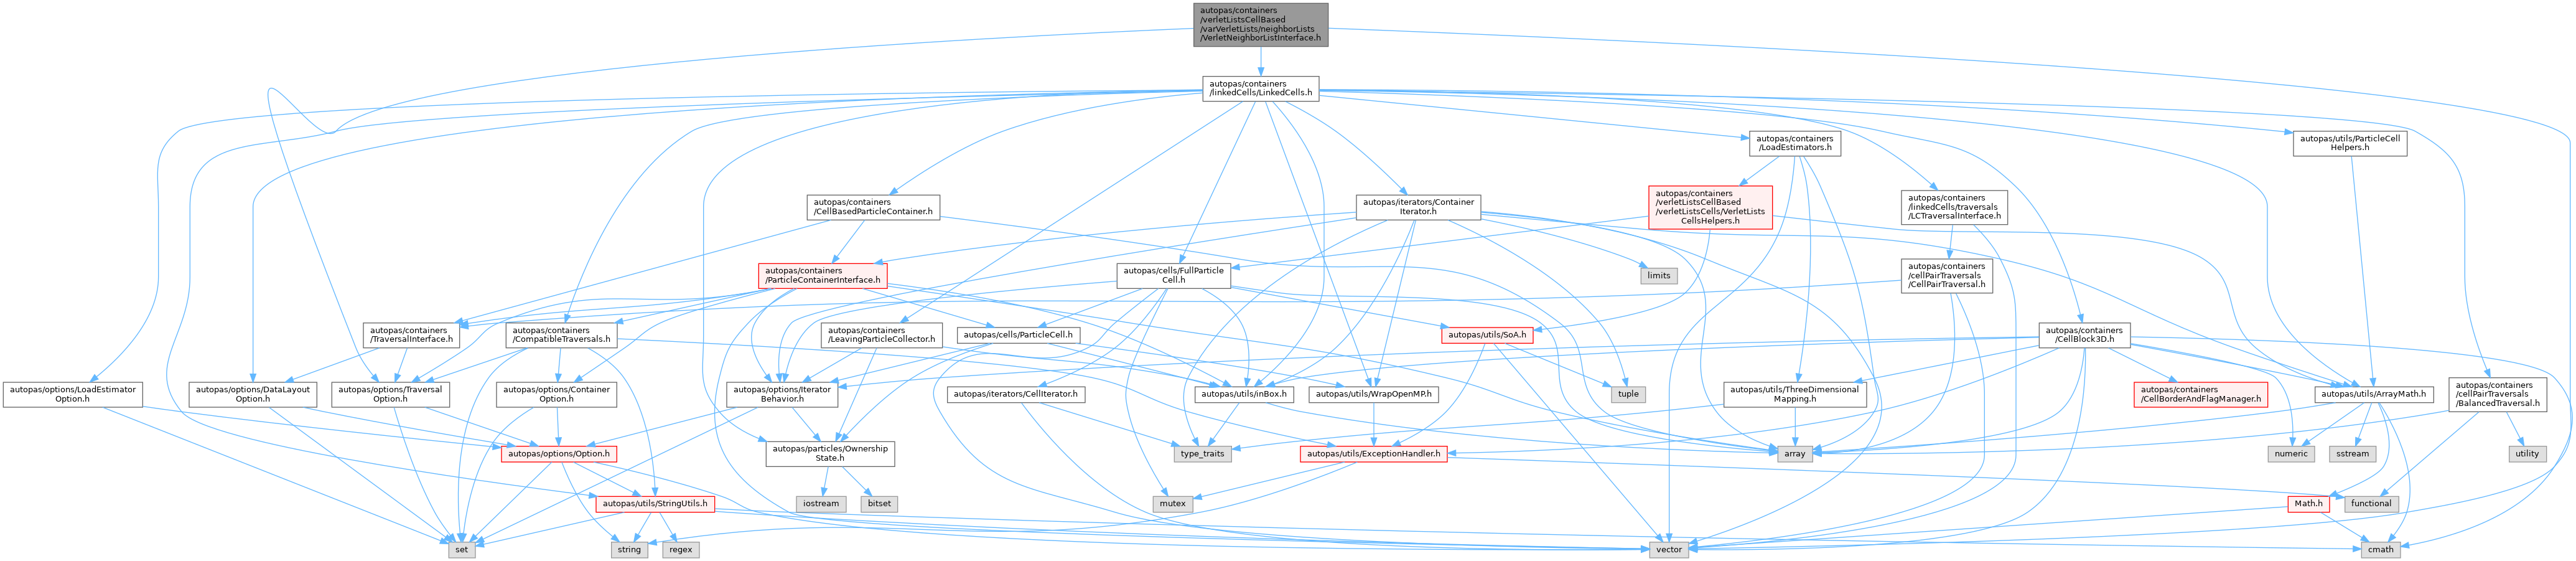 autopas/containers
/verletListsCellBased
/varVerletLists/neighborLists
/VerletNeighborListInterface.h
autopas/containers
/linkedCells/LinkedCells.h
autopas/containers
/LoadEstimators.h
autopas/utils/ParticleCell
Helpers.h
autopas/containers
/CellBasedParticleContainer.h
autopas/iterators/Container
Iterator.h
autopas/containers
/verletListsCellBased
/verletListsCells/VerletLists
CellsHelpers.h
autopas/containers
/linkedCells/traversals
/LCTraversalInterface.h
autopas/containers
/ParticleContainerInterface.h
autopas/cells/FullParticle
Cell.h
limits
autopas/containers
/cellPairTraversals
/CellPairTraversal.h
autopas/containers
/TraversalInterface.h
autopas/containers
/CompatibleTraversals.h
autopas/containers
/LeavingParticleCollector.h
autopas/cells/ParticleCell.h
autopas/utils/SoA.h
autopas/containers
/CellBlock3D.h
autopas/options/LoadEstimator
Option.h
autopas/options/DataLayout
Option.h
autopas/options/Traversal
Option.h
autopas/options/Container
Option.h
autopas/options/Iterator
Behavior.h
autopas/iterators/CellIterator.h
autopas/utils/inBox.h
autopas/utils/WrapOpenMP.h
tuple
autopas/utils/ThreeDimensional
Mapping.h
autopas/containers
/CellBorderAndFlagManager.h
autopas/utils/ArrayMath.h
autopas/containers
/cellPairTraversals
/BalancedTraversal.h
autopas/options/Option.h
autopas/particles/Ownership
State.h
type_traits
autopas/utils/ExceptionHandler.h
array
numeric
sstream
utility
autopas/utils/StringUtils.h
iostream
bitset
mutex
Math.h
functional
set
string
regex
vector
cmath